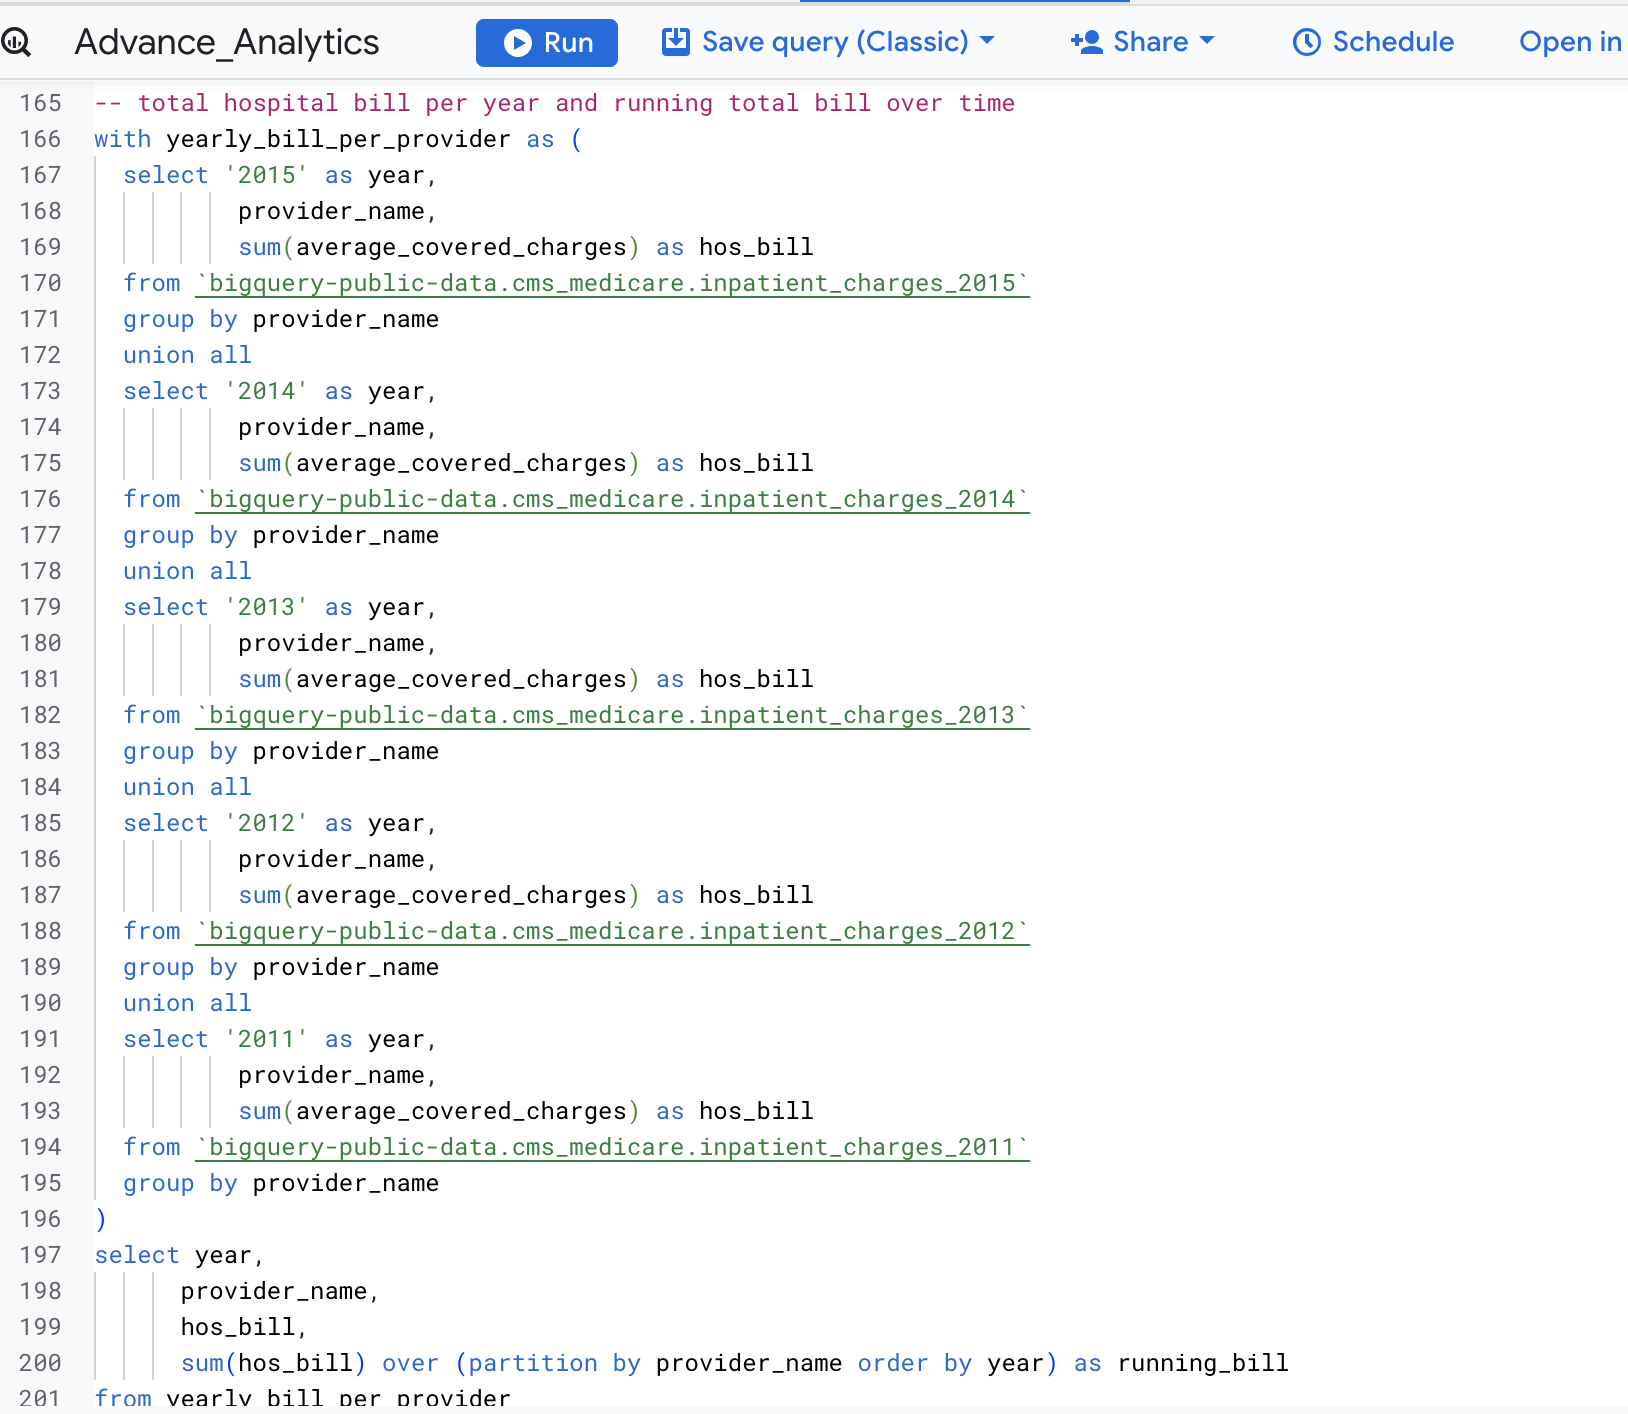 Advance_Analytics Run Save query (Classic) Share Schedule Open in
165 -- total hospital bill per year and running total bill over time
166 with yearly_bill_per_provider as (
167 select '2015' as year,
168 provider_name,
169 sum(average_covered_charges) as hos_bill
170 from `bigquery-public-data.cms_medicare.inpatient_charges_2015`
171 group by provider_name
172 union all
173 select '2014' as year,
174 provider_name,
175 sum(average_covered_charges) as hos_bill
176 from `bigquery-public-data.cms_medicare.inpatient_charges_2014`
177 group by provider_name
178 union all
179 select '2013' as year,
180 provider_name,
181 sum(average_covered_charges) as hos_bill
182 from `bigquery-public-data.cms_medicare.inpatient_charges_2013`
183 group by provider_name
184 union all
185 select '2012' as year,
186 provider_name,
187 sum(average_covered_charges) as hos_bill
188 from `bigquery-public-data.cms_medicare.inpatient_charges_2012`
189 group by provider_name
190 union all
191 select '2011' as year,
192 provider_name,
193 sum(average_covered_charges) as hos_bill
194 from `bigquery-public-data.cms_medicare.inpatient_charges_2011`
195 group by provider_name
196 )
197 select year,
198 provider_name,
199 hos_bill,
200 sum(hos_bill) over (partition by provider_name order by year) as running_bill
201 from yearly_bill_per_provider